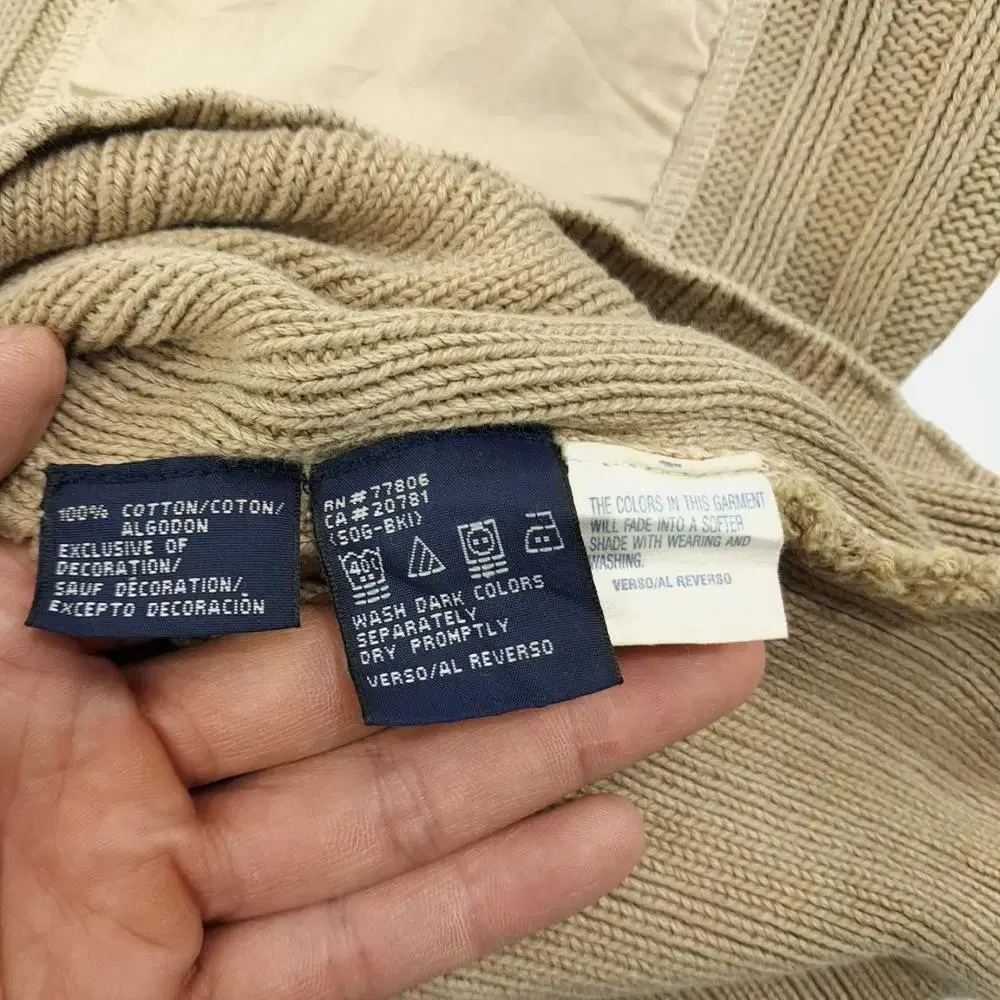 100% COTTON/COTON/
ALGODON
EXCLUSIVE OF
DECORATION/
SAUF DÉCORATION/
EXCEPTO DECORACIÓN
RN#77806
CA#20781
(SOG-BKI)
40
WASH DARK COLORS
SEPARATELY
DRY PROMPTLY
VERSO/AL REVERSO
THE COLORS IN THIS GARMENT
WILL FADE INTO A SOFTER
SHADE WITH WEARING AND
WASHING.
VERSO/AL REVERSO